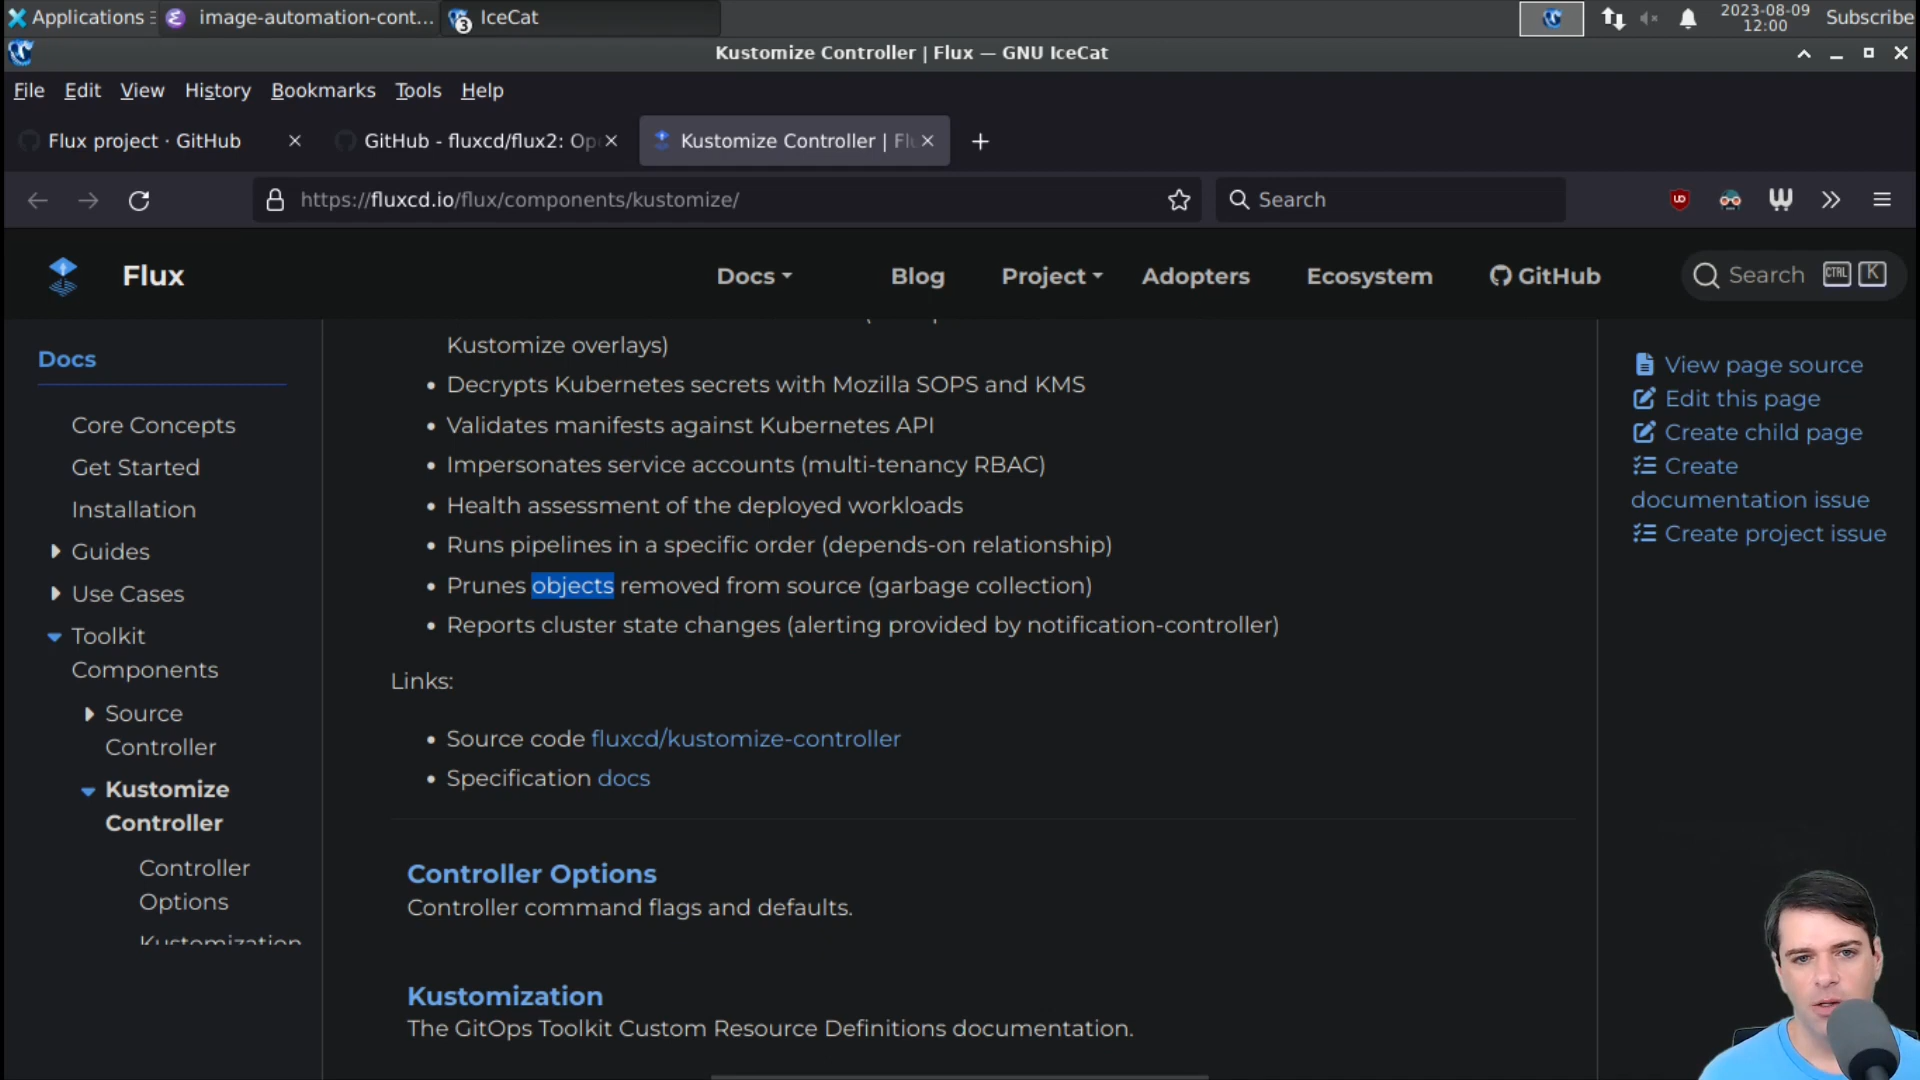 Applications
image-automation-cont...
3
IceCat
2023-08-09
12:00
Subscribe
Kustomize Controller | Flux — GNU IceCat
File Edit View History Bookmarks Tools Help
Flux project · GitHub
GitHub - fluxcd/flux2: Op
Kustomize Controller | Fl
https://fluxcd.io/flux/components/kustomize/
Search
Flux
Docs
Blog
Project
Adopters
Ecosystem
GitHub
Search CTRL K
Docs
Core Concepts
Get Started
Installation
Guides
Use Cases
Toolkit
Components
Source
Controller
Kustomize
Controller
Controller
Options
Kustomization
Kustomize overlays)
• Decrypts Kubernetes secrets with Mozilla SOPS and KMS
• Validates manifests against Kubernetes API
• Impersonates service accounts (multi-tenancy RBAC)
• Health assessment of the deployed workloads
• Runs pipelines in a specific order (depends-on relationship)
• Prunes objects removed from source (garbage collection)
• Reports cluster state changes (alerting provided by notification-controller)
Links:
• Source code fluxcd/kustomize-controller
• Specification docs
Controller Options
Controller command flags and defaults.
Kustomization
The GitOps Toolkit Custom Resource Definitions documentation.
View page source
Edit this page
Create child page
Create
documentation issue
Create project issue